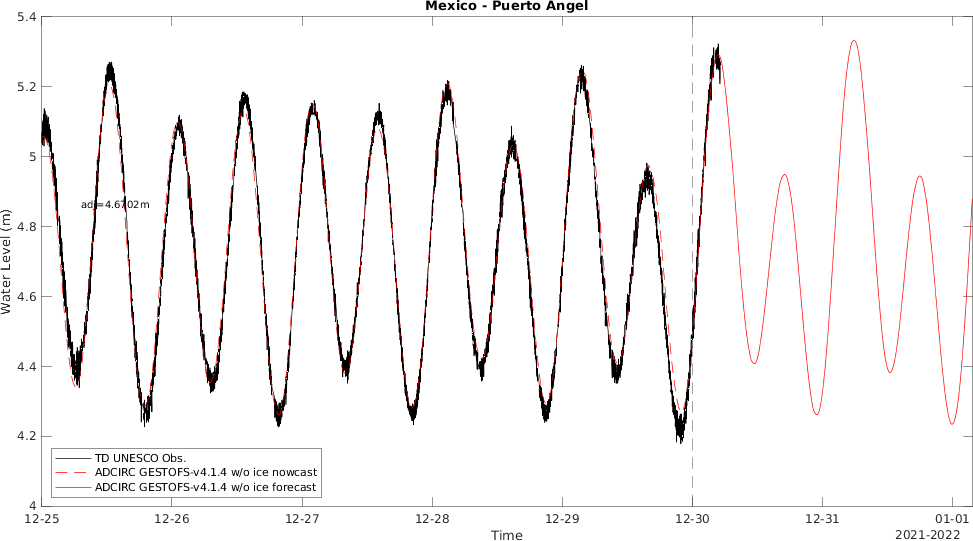 Mexico - Puerto Angel
5.4
5.2
5
4.8
4.6
4.4
4.2
4
Water Level (m)
adj=4.6702m
TD UNESCO Obs.
ADCIRC GESTOFS-v4.1.4 w/o ice nowcast
ADCIRC GESTOFS-v4.1.4 w/o ice forecast
12-25 12-26 12-27 12-28 12-29 12-30 12-31 01-01
Time
2021-2022